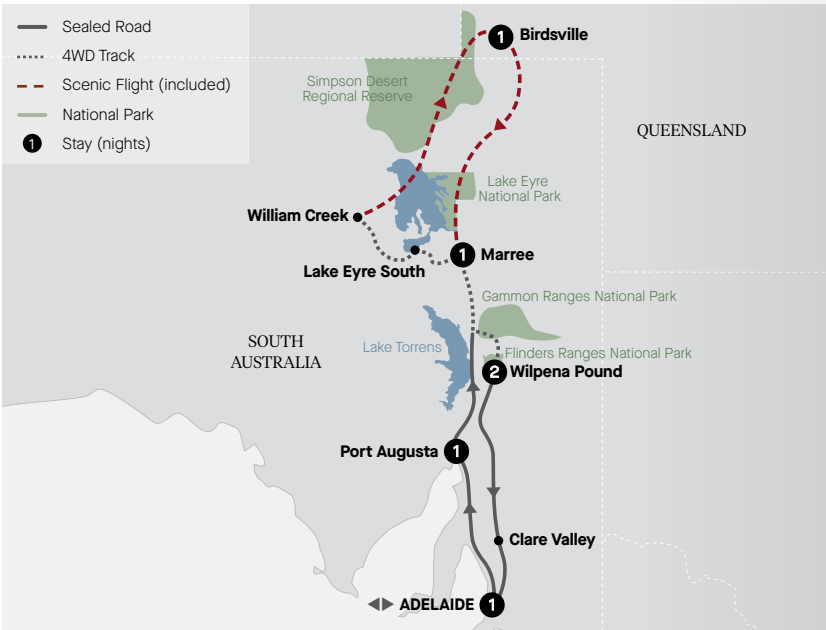 Sealed Road
4WD Track
Scenic Flight (included)
National Park
1 Stay (nights)
1 Birdsville
Simpson Desert
Regional Reserve
QUEENSLAND
Lake Eyre
National Park
William Creek
1 Marree
Lake Eyre South
Gammon Ranges National Park
SOUTH
AUSTRALIA
Lake Torrens
Flinders Ranges National Park
2 Wilpena Pound
Port Augusta 1
Clare Valley
ADELAIDE 1